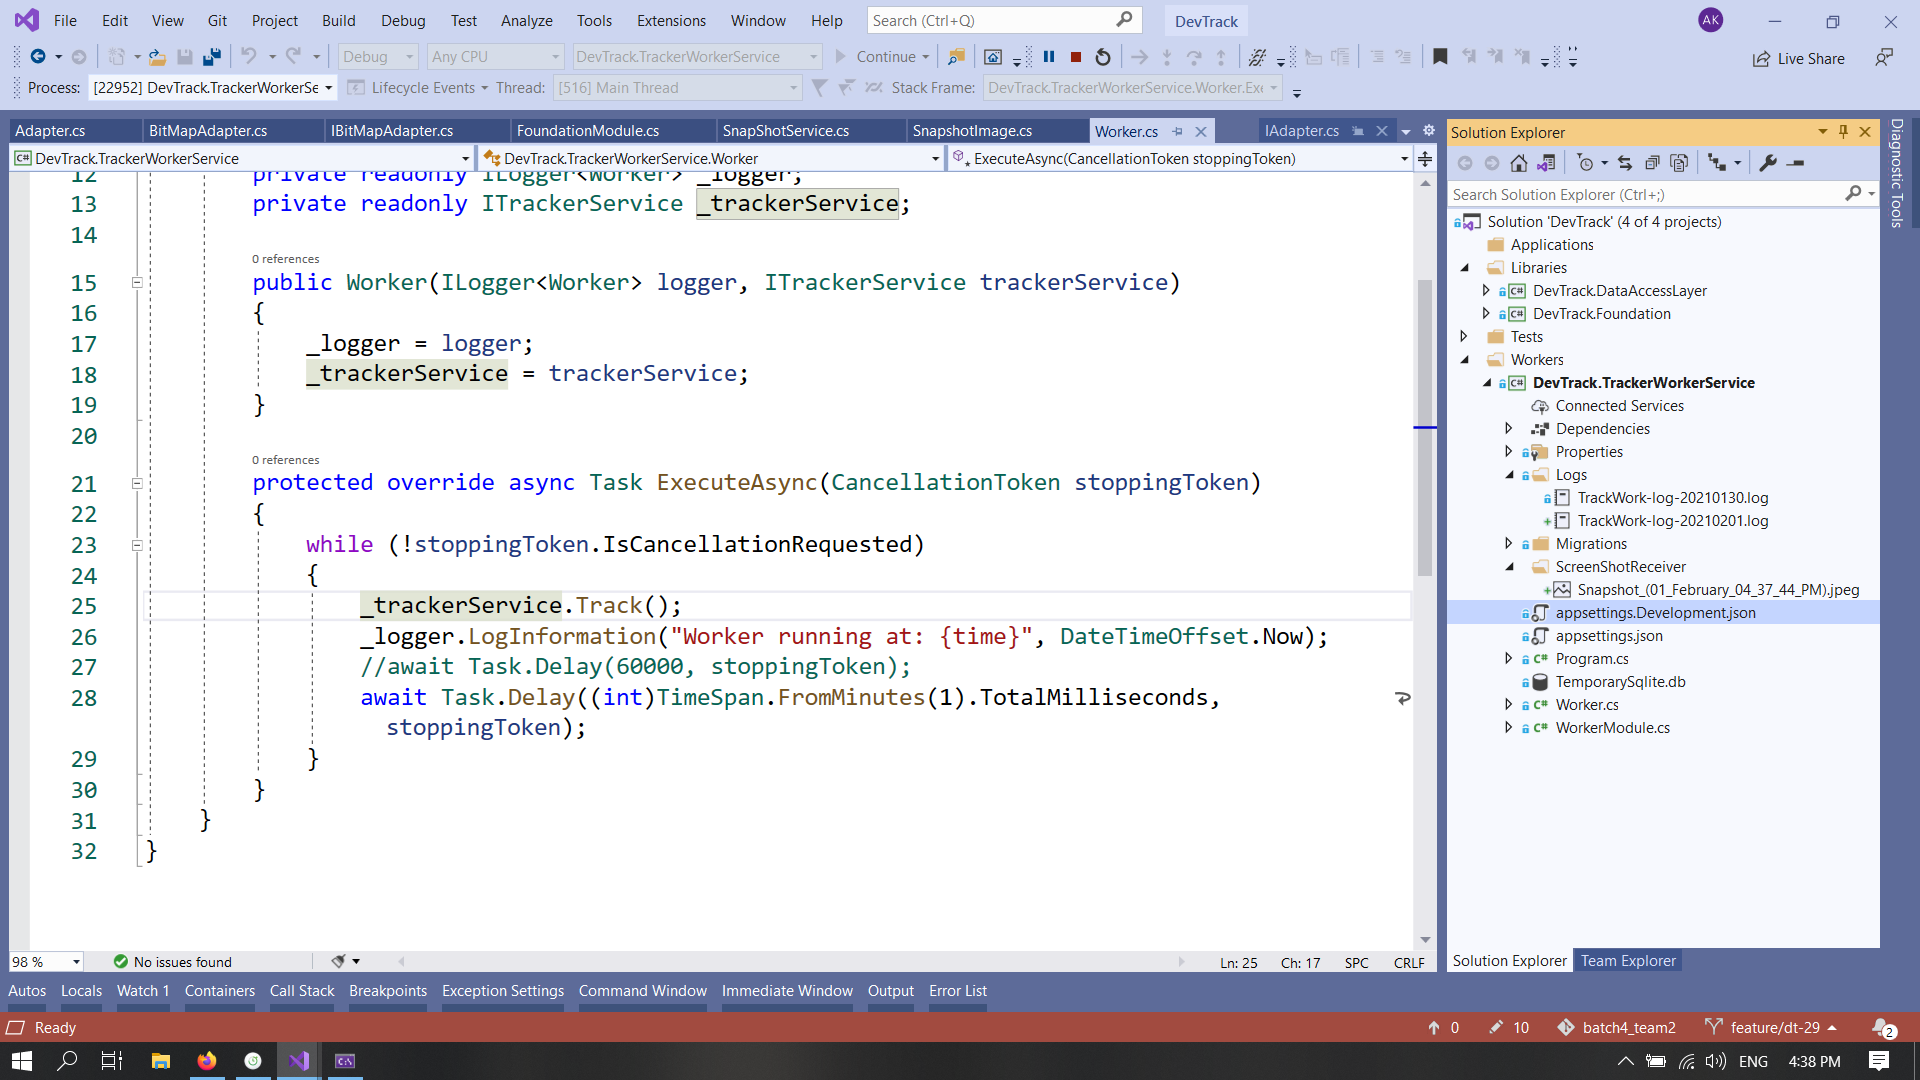 File Edit View Git Project Build Debug Test Analyze Tools Extensions Window Help Search (Ctrl+Q) DevTrack AK
Debug Any CPU DevTrack.TrackerWorkerService Continue Live Share
Process: [22952] DevTrack.TrackerWorkerSe Lifecycle Events Thread: [516] Main Thread Stack Frame: DevTrack.TrackerWorkerService.Worker.Exe
Adapter.cs BitMapAdapter.cs IBitMapAdapter.cs FoundationModule.cs SnapShotService.cs SnapshotImage.cs Worker.cs IAdapter.cs
DevTrack.TrackerWorkerService DevTrack.TrackerWorkerService.Worker ExecuteAsync(CancellationToken stoppingToken)
12 private readonly ILogger<Worker> _logger;
13 private readonly ITrackerService _trackerService;
14
0 references
15 public Worker(ILogger<Worker> logger, ITrackerService trackerService)
16 {
17 _logger = logger;
18 _trackerService = trackerService;
19 }
20
0 references
21 protected override async Task ExecuteAsync(CancellationToken stoppingToken)
22 {
23 while (!stoppingToken.IsCancellationRequested)
24 {
25 _trackerService.Track();
26 _logger.LogInformation("Worker running at: {time}", DateTimeOffset.Now);
27 //await Task.Delay(60000, stoppingToken);
28 await Task.Delay((int)TimeSpan.FromMinutes(1).TotalMilliseconds,
stoppingToken);
29 }
30 }
31 }
32 }
98 % No issues found Ln: 25 Ch: 17 SPC CRLF
Solution Explorer
Search Solution Explorer (Ctrl+;)
Solution 'DevTrack' (4 of 4 projects)
Applications
Libraries
C# DevTrack.DataAccessLayer
C# DevTrack.Foundation
Tests
Workers
C# DevTrack.TrackerWorkerService
Connected Services
Dependencies
Properties
Logs
TrackWork-log-20210130.log
TrackWork-log-20210201.log
Migrations
ScreenShotReceiver
Snapshot_(01_February_04_37_44_PM).jpeg
appsettings.Development.json
appsettings.json
C# Program.cs
TemporarySqlite.db
C# Worker.cs
C# WorkerModule.cs
Solution Explorer Team Explorer
Diagnostic Tools
Autos Locals Watch 1 Containers Call Stack Breakpoints Exception Settings Command Window Immediate Window Output Error List
Ready 0 10 batch4_team2 feature/dt-29 2
ENG 4:38 PM